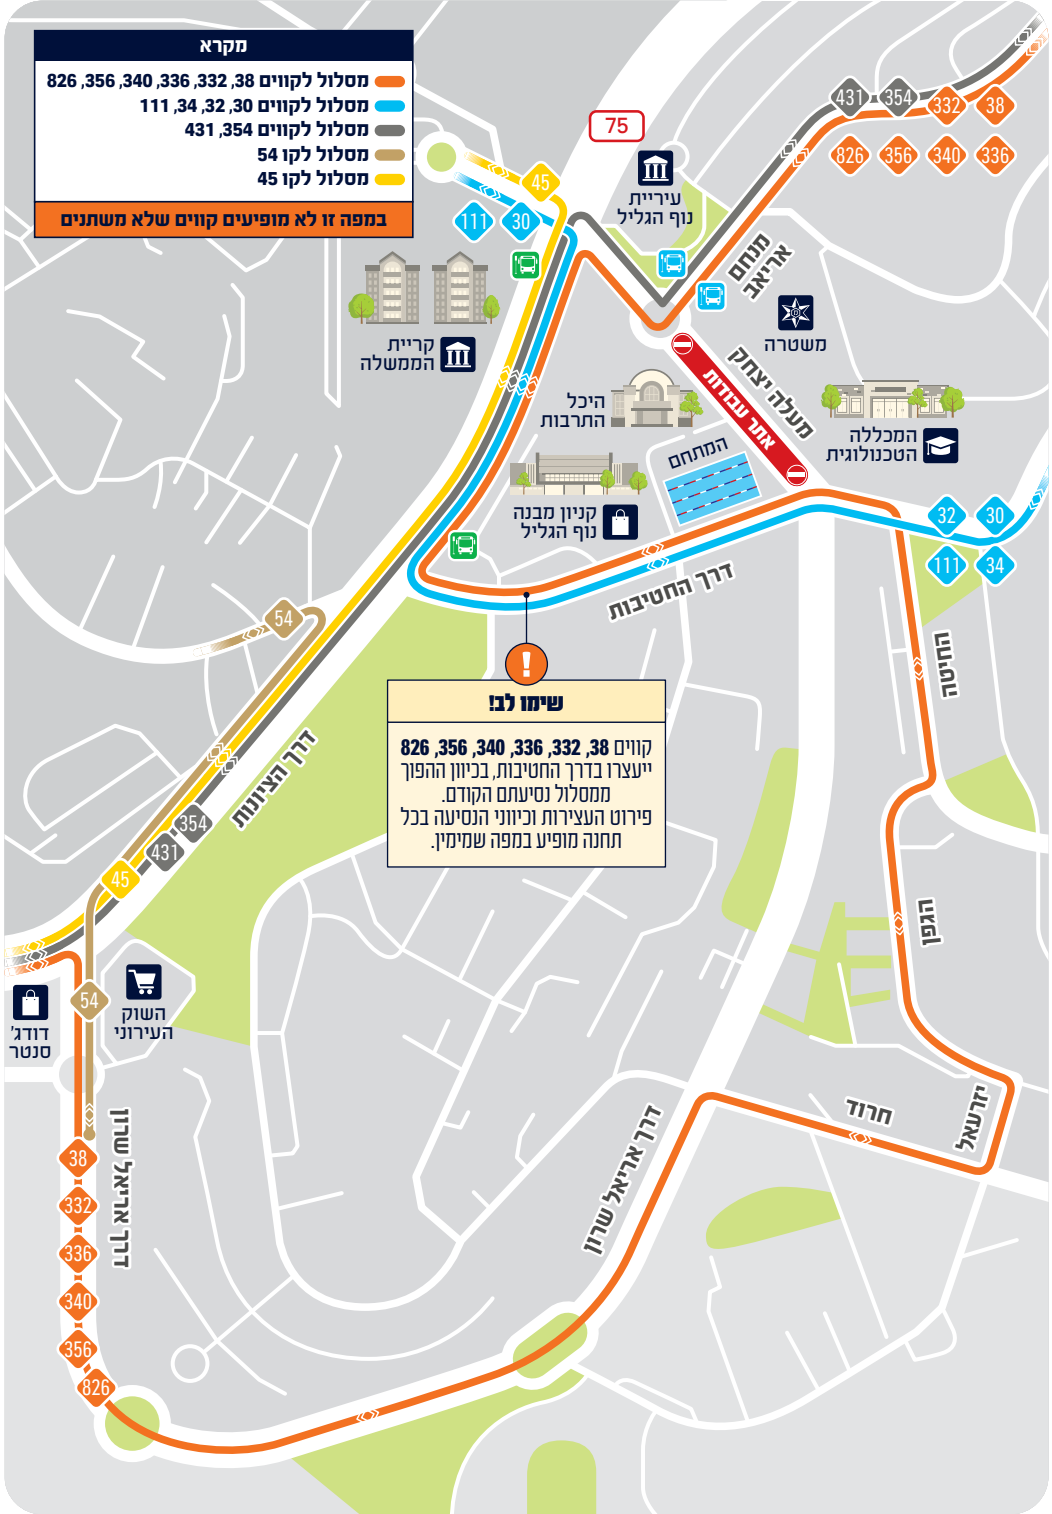 מקרא
מסלול לקווים 38, 332, 336, 340, 356, 826
מסלול לקווים 30, 32, 34, 111
מסלול לקווים 354, 431
מסלול לקו 54
מסלול לקו 45
במפה זו לא מופיעים קווים שלא משתנים
75
431
354
332
38
826
356
340
336
עיריית
נוף הגליל
45
111
30
מנחם
אריאב
משטרה
קריית
הממשלה
מעלה יצחק
אתר עבודות
היכל
התרבות
המכללה
הטכנולוגית
המתחם
קניון מבנה
נוף הגליל
32
30
111
34
דרך החטיבות
54
החיטה
!
שימו לב!
קווים 38, 332, 336, 340, 356, 826
ייעצרו בדרך החטיבות, בכיוון ההפוך
ממסלול נסיעתם הקודם.
פירוט העצירות וכיווני הנסיעה בכל
תחנה מופיע במפה שמימין.
דרך הציונות
354
431
45
הגפן
54
השוק
העירוני
דודג'
סנטר
יזרעאל
חרוד
דרך אריאל שרון
דרך אריאל שרון
38
332
336
340
356
826